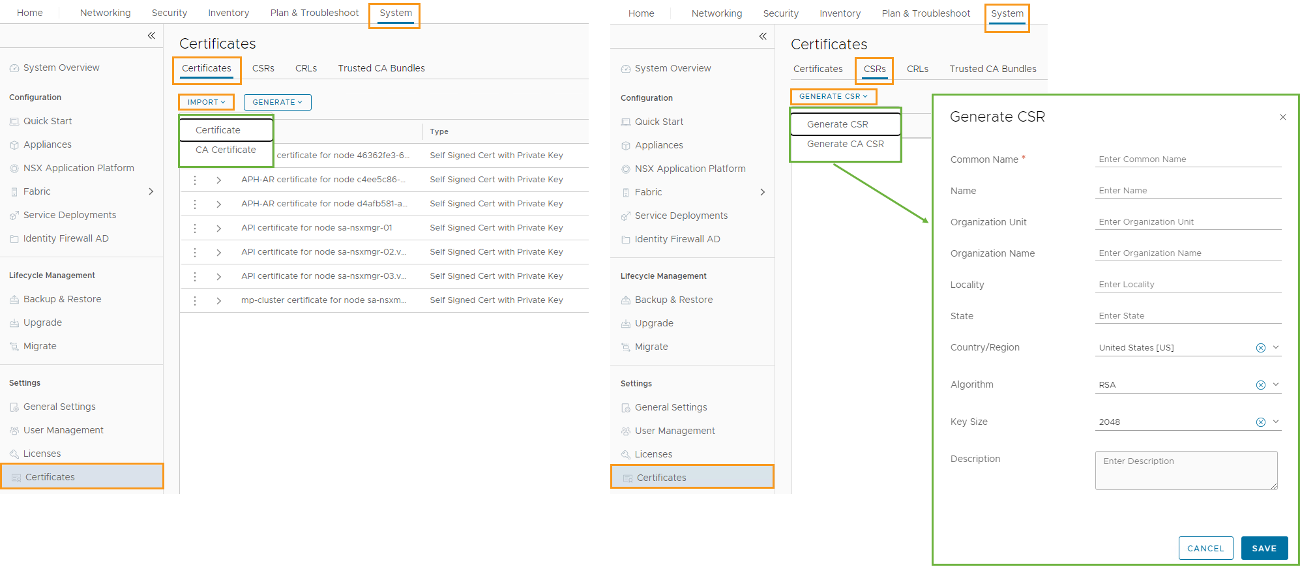 Home Networking Security Inventory Plan & Troubleshoot System
Certificates
Certificates CSRs CRLs Trusted CA Bundles
IMPORT GENERATE
Certificate
CA Certificate
Type
certificate for node 46362fe3-6... Self Signed Cert with Private Key
APH-AR certificate for node c4ee5c86-... Self Signed Cert with Private Key
APH-AR certificate for node d4afb581-a... Self Signed Cert with Private Key
API certificate for node sa-nsxmgr-01 Self Signed Cert with Private Key
API certificate for node sa-nsxmgr-02.v... Self Signed Cert with Private Key
API certificate for node sa-nsxmgr-03.v... Self Signed Cert with Private Key
mp-cluster certificate for node sa-nsxm... Self Signed Cert with Private Key
System Overview
Configuration
Quick Start
Appliances
NSX Application Platform
Fabric
Service Deployments
Identity Firewall AD
Lifecycle Management
Backup & Restore
Upgrade
Migrate
Settings
General Settings
User Management
Licenses
Certificates
Home Networking Security Inventory Plan & Troubleshoot System
Certificates
Certificates CSRs CRLs Trusted CA Bundles
GENERATE CSR
Generate CSR
Generate CA CSR
System Overview
Configuration
Quick Start
Appliances
NSX Application Platform
Fabric
Service Deployments
Identity Firewall AD
Lifecycle Management
Backup & Restore
Upgrade
Migrate
Settings
General Settings
User Management
Licenses
Certificates
Generate CSR
Common Name * Enter Common Name
Name Enter Name
Organization Unit Enter Organization Unit
Organization Name Enter Organization Name
Locality Enter Locality
State Enter State
Country/Region United States [US]
Algorithm RSA
Key Size 2048
Description Enter Description
CANCEL SAVE